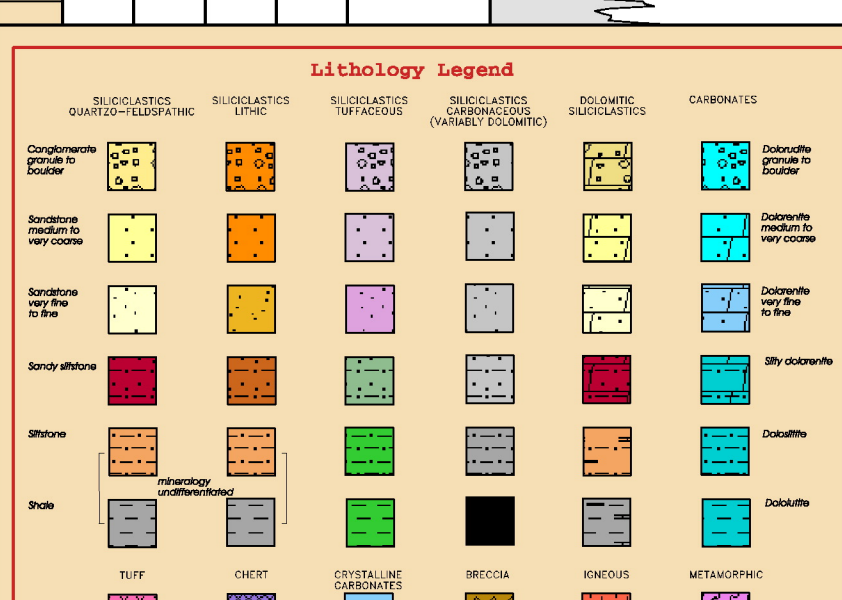 Lithology Legend
SILICICLASTICS
QUARTZO-FELDSPATHIC
SILICICLASTICS
LITHIC
SILICICLASTICS
TUFFACEOUS
SILICICLASTICS
CARBONACEOUS
(VARIABLY DOLOMITIC)
DOLOMITIC
SILICICLASTICS
CARBONATES
Conglomerate
granule to
boulder
Dolorudite
granule to
boulder
Sandstone
medium to
very coarse
Dolarenite
medium to
very coarse
Sandstone
very fine
to fine
Dolarenite
very fine
to fine
Sandy siltstone
Silty dolarenite
Siltstone
Dolosiltite
mineralogy
undifferentiated
Shale
Dololutite
TUFF
CHERT
CRYSTALLINE
CARBONATES
BRECCIA
IGNEOUS
METAMORPHIC